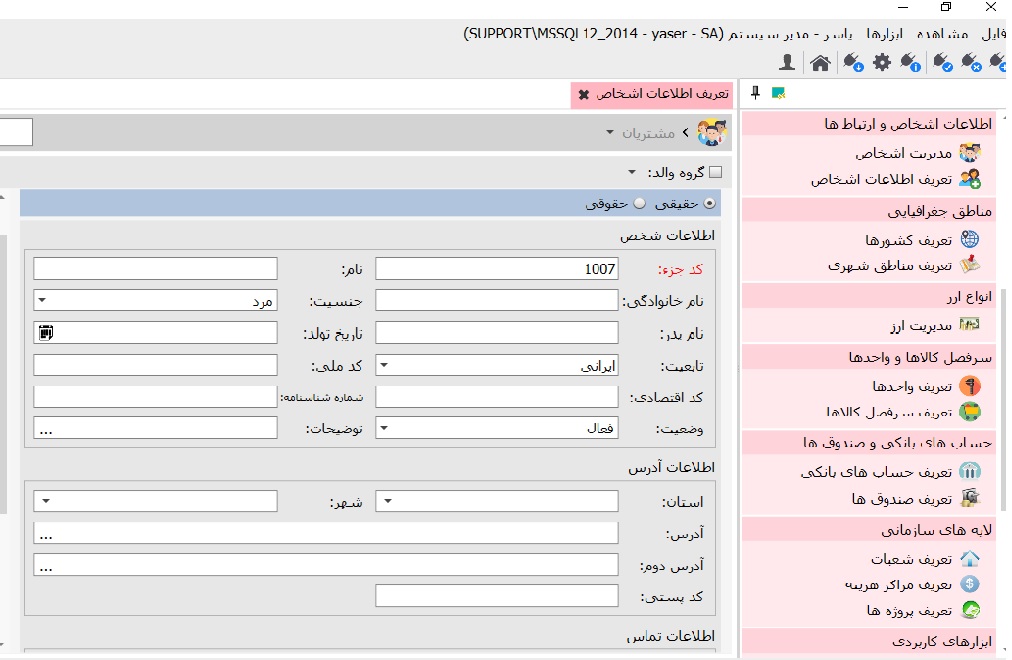 (SUPPORT\MSSQL12_2014 - yaser - SA) فایل مشاهده ابزارها یاسر - مدیر سیستم
تعریف اطلاعات اشخاص
مشتریان
گروه والد:
حقیقی حقوقی
اطلاعات شخص
کد جزء: 1007 نام:
نام خانوادگی: جنسیت: مرد
نام پدر: تاریخ تولد:
تابعیت: ایرانی کد ملی:
کد اقتصادی: شماره شناسنامه:
وضعیت: فعال توضیحات: ...
اطلاعات آدرس
استان: شهر:
آدرس: ...
آدرس دوم: ...
کد پستی:
اطلاعات تماس
اطلاعات اشخاص و ارتباط ها
مدیریت اشخاص
تعریف اطلاعات اشخاص
مناطق جغرافیایی
تعریف کشورها
تعریف مناطق شهری
انواع ارز
مدیریت ارز
سرفصل کالاها و واحدها
تعریف واحدها
تعریف سرفصل کالاها
حساب های بانکی و صندوق ها
تعریف حساب های بانکی
تعریف صندوق ها
لایه های سازمانی
تعریف شعبات
تعریف مراکز هزینه
تعریف پروژه ها
ابزارهای کاربردی